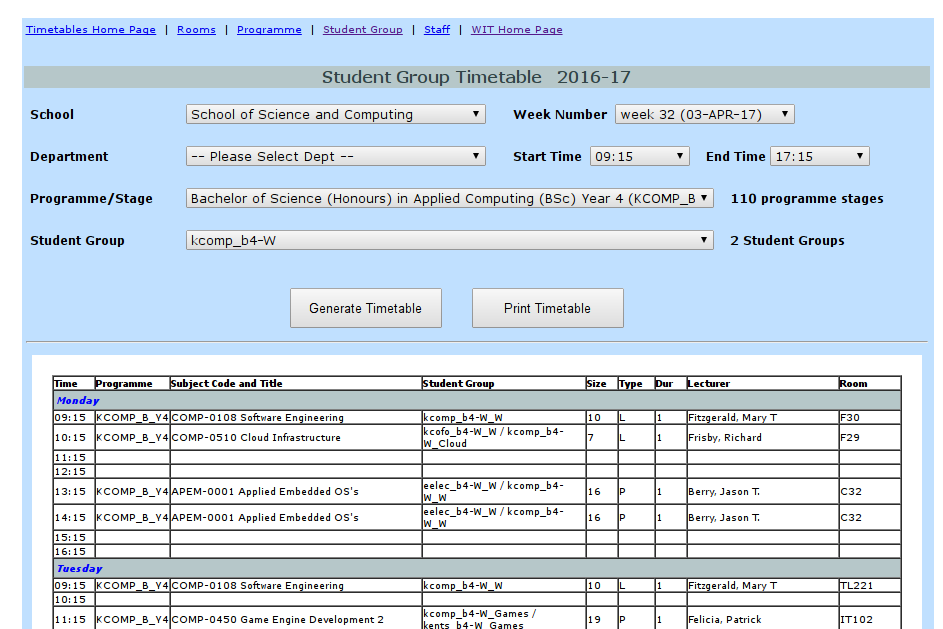 Timetables Home Page | Rooms | Programme | Student Group | Staff | WIT Home Page
Student Group Timetable 2016-17
School School of Science and Computing Week Number week 32 (03-APR-17)
Department -- Please Select Dept -- Start Time 09:15 End Time 17:15
Programme/Stage Bachelor of Science (Honours) in Applied Computing (BSc) Year 4 (KCOMP_B 110 programme stages
Student Group kcomp_b4-W 2 Student Groups
Generate Timetable Print Timetable
Time Programme Subject Code and Title Student Group Size Type Dur Lecturer Room
Monday
09:15 KCOMP_B_Y4 COMP-0108 Software Engineering kcomp_b4-W_W 10 L 1 Fitzgerald, Mary T F30
10:15 KCOMP_B_Y4 COMP-0510 Cloud Infrastructure kcofo_b4-W_W / kcomp_b4- 7 L 1 Frisby, Richard F29
W_Cloud
11:15
12:15
13:15 KCOMP_B_Y4 APEM-0001 Applied Embedded OS's eelec_b4-W_W / kcomp_b4- 16 P 1 Berry, Jason T. C32
W_W
14:15 KCOMP_B_Y4 APEM-0001 Applied Embedded OS's eelec_b4-W_W / kcomp_b4- 16 P 1 Berry, Jason T. C32
W_W
15:15
16:15
Tuesday
09:15 KCOMP_B_Y4 COMP-0108 Software Engineering kcomp_b4-W_W 10 L 1 Fitzgerald, Mary T TL221
10:15
11:15 KCOMP_B_Y4 COMP-0450 Game Engine Development 2 kcomp_b4-W_Games / 19 P 1 Felicia, Patrick IT102
kents_b4-W_Games